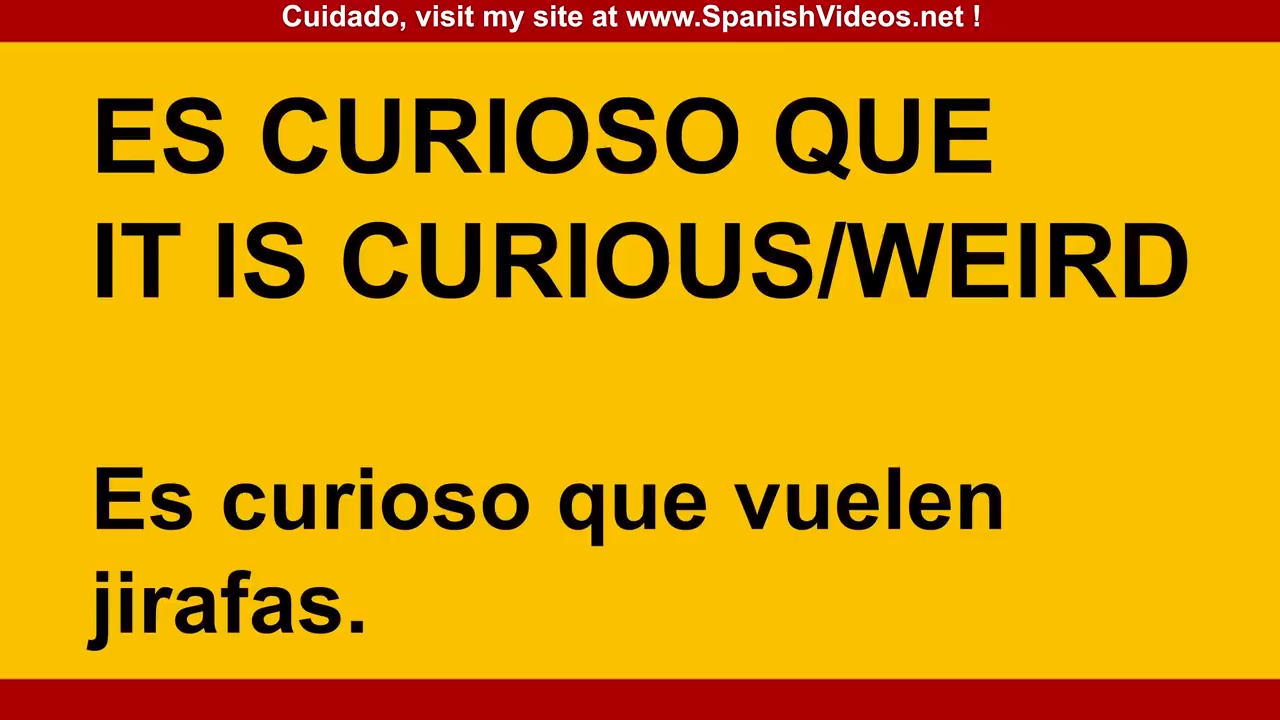 Cuidado, visit my site at www.SpanishVideos.net !
ES CURIOSO QUE
IT IS CURIOUS/WEIRD
Es curioso que vuelen
jirafas.